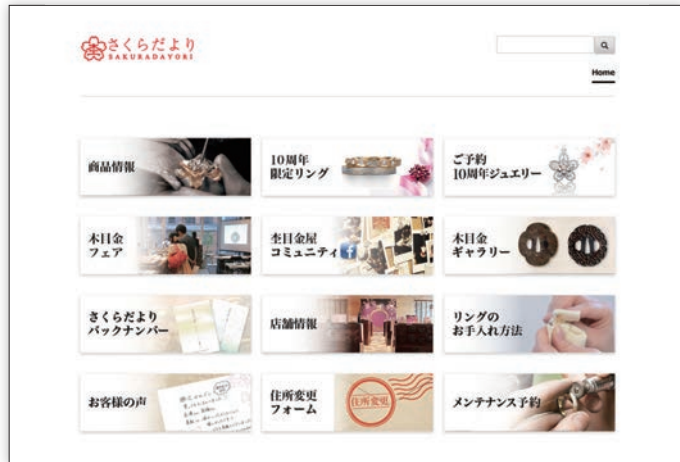 さくらだより
SAKURADAYORI
Home
商品情報
10周年
限定リング
ご予約
10周年ジュエリー
木目金
フェア
杢目金屋
コミュニティ
木目金
ギャラリー
さくらだより
バックナンバー
店舗情報
リングの
お手入れ方法
お客様の声
住所変更
フォーム
住所変更
メンテナンス予約